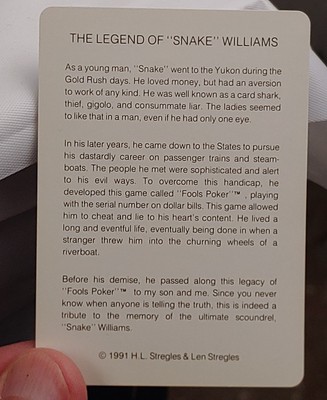 THE LEGEND OF "SNAKE" WILLIAMS
As a young man, "Snake" went to the Yukon during the
Gold Rush days. He loved money, but had an aversion
to work of any kind. He was well known as a card shark,
thief, gigolo, and consummate liar. The ladies seemed
to like that in a man, even if he had only one eye.
In his later years, he came down to the States to pursue
his dastardly career on passenger trains and steam-
boats. The people he met were sophisticated and alert
to his evil ways. To overcome this handicap, he
developed this game called "Fools Poker"™, playing
with the serial number on dollar bills. This game allowed
him to cheat and lie to his heart's content. He lived a
long and eventful life, eventually being done in when a
stranger threw him into the churning wheels of a
riverboat.
Before his demise, he passed along this legacy of
"Fools Poker"™ to my son and me. Since you never
know when anyone is telling the truth, this is indeed a
tribute to the memory of the ultimate scoundrel,
"Snake" Williams.
© 1991 H.L. Stregles & Len Stregles